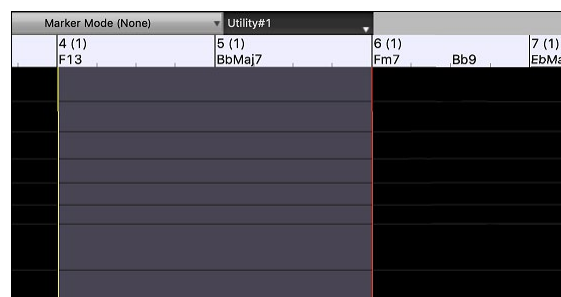 Marker Mode (None) Utility#1
4 (1) 5 (1) 6 (1) 7 (1)
F13 BbMaj7 Fm7 Bb9 EbMa